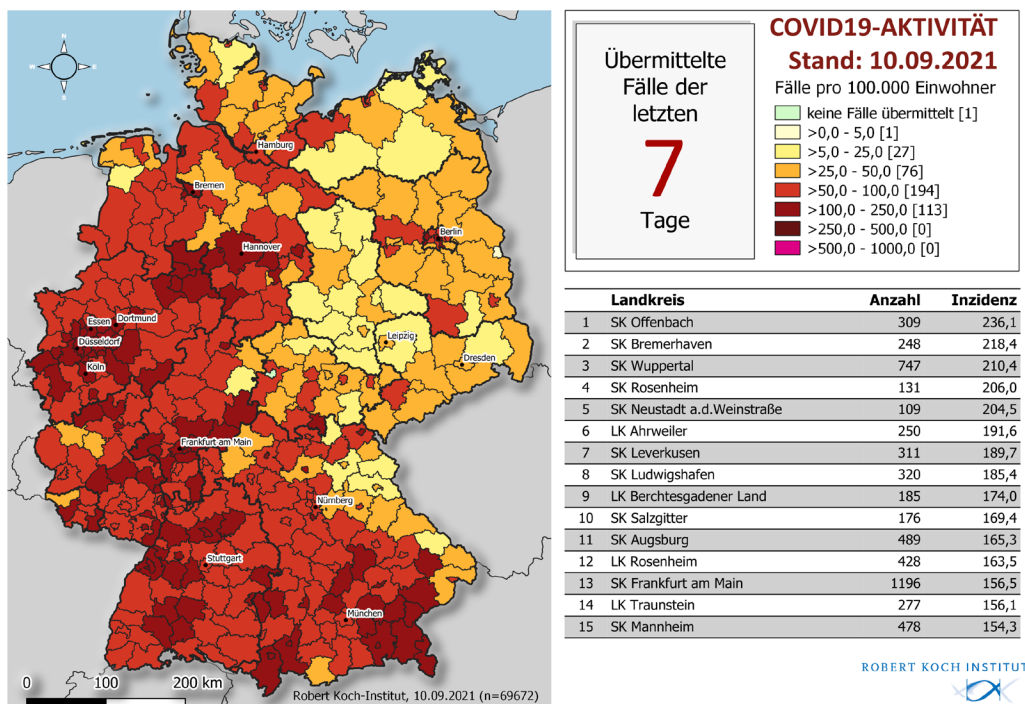 N
W
E
S
Hamburg
Bremen
Berlin
Hannover
Essen
Dortmund
Düsseldorf
Leipzig
Dresden
Köln
Frankfurt am Main
Nürnberg
Stuttgart
München
0 100 200 km
Robert Koch-Institut, 10.09.2021 (n=69672)
Übermittelte
Fälle der
letzten
7
Tage
COVID19-AKTIVITÄT
Stand: 10.09.2021
Fälle pro 100.000 Einwohner
keine Fälle übermittelt [1]
>0,0 - 5,0 [1]
>5,0 - 25,0 [27]
>25,0 - 50,0 [76]
>50,0 - 100,0 [194]
>100,0 - 250,0 [113]
>250,0 - 500,0 [0]
>500,0 - 1000,0 [0]
Landkreis Anzahl Inzidenz
1 SK Offenbach 309 236,1
2 SK Bremerhaven 248 218,4
3 SK Wuppertal 747 210,4
4 SK Rosenheim 131 206,0
5 SK Neustadt a.d.Weinstraße 109 204,5
6 LK Ahrweiler 250 191,6
7 SK Leverkusen 311 189,7
8 SK Ludwigshafen 320 185,4
9 LK Berchtesgadener Land 185 174,0
10 SK Salzgitter 176 169,4
11 SK Augsburg 489 165,3
12 LK Rosenheim 428 163,5
13 SK Frankfurt am Main 1196 156,5
14 LK Traunstein 277 156,1
15 SK Mannheim 478 154,3
ROBERT KOCH INSTITUT